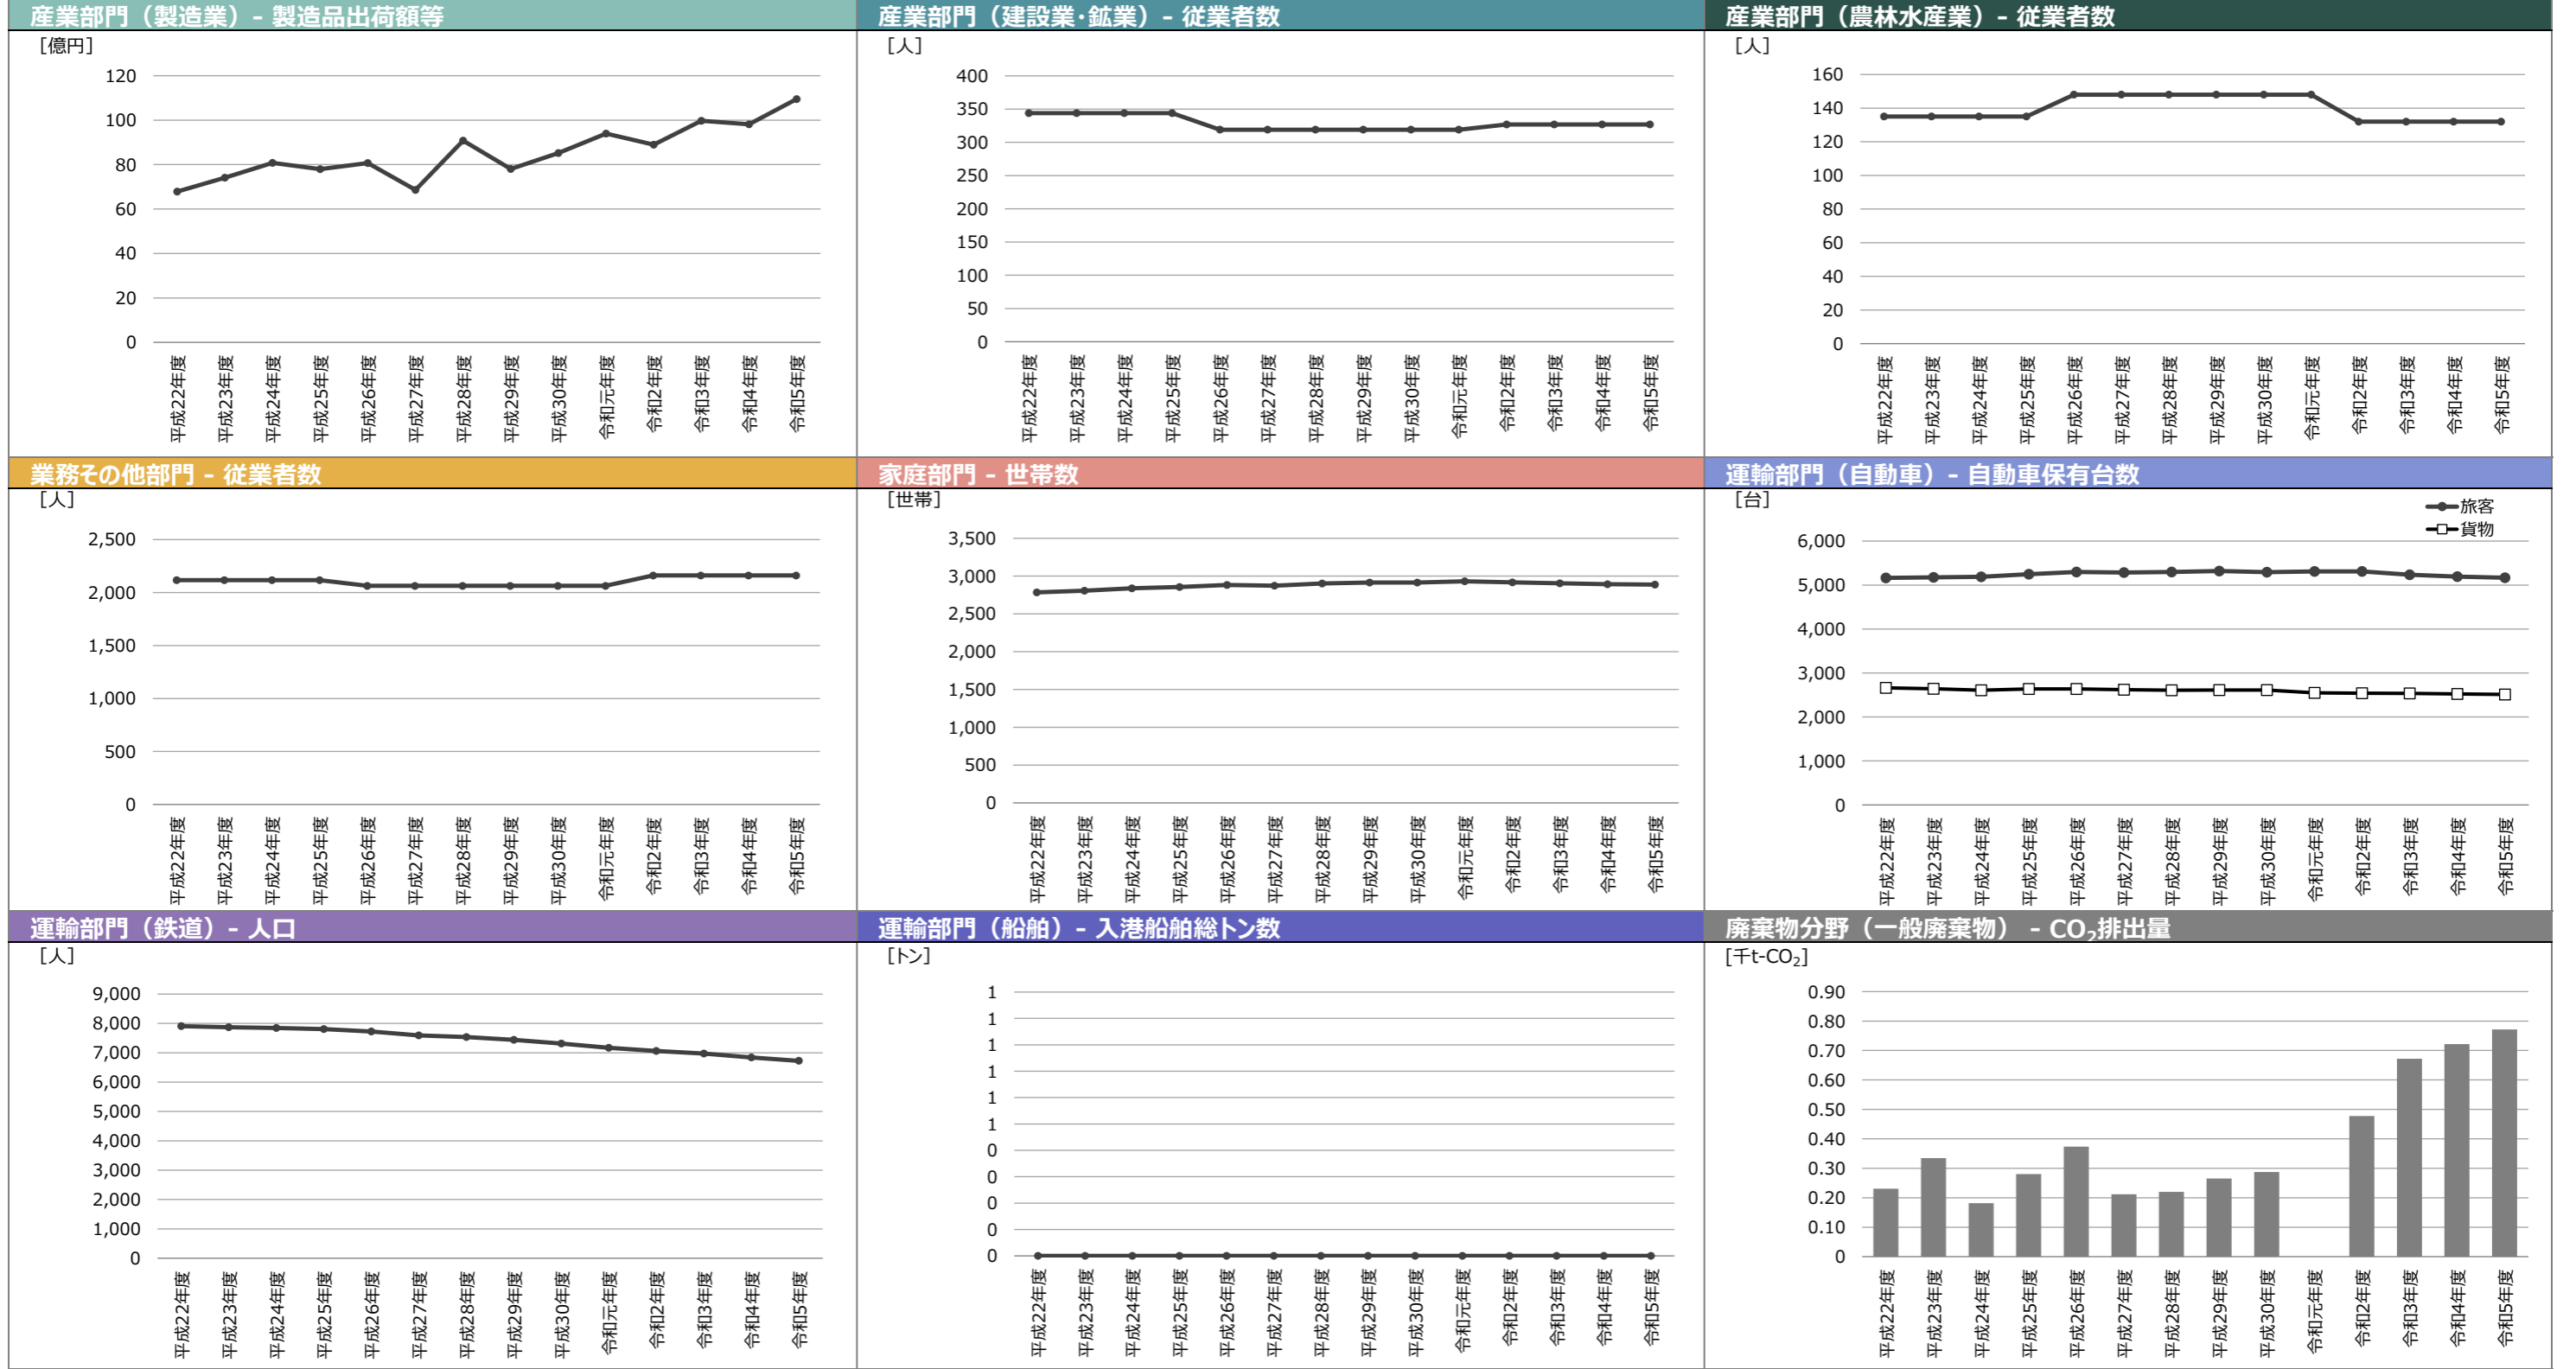 産業部門（製造業）- 製造品出荷額等
[億円]
120
100
80
60
40
20
0
平成22年度 平成23年度 平成24年度 平成25年度 平成26年度 平成27年度 平成28年度 平成29年度 平成30年度 令和元年度 令和2年度 令和3年度 令和4年度 令和5年度
産業部門（建設業･鉱業）- 従業者数
[人]
400
350
300
250
200
150
100
50
0
平成22年度 平成23年度 平成24年度 平成25年度 平成26年度 平成27年度 平成28年度 平成29年度 平成30年度 令和元年度 令和2年度 令和3年度 令和4年度 令和5年度
産業部門（農林水産業）- 従業者数
[人]
160
140
120
100
80
60
40
20
0
平成22年度 平成23年度 平成24年度 平成25年度 平成26年度 平成27年度 平成28年度 平成29年度 平成30年度 令和元年度 令和2年度 令和3年度 令和4年度 令和5年度
業務その他部門 - 従業者数
[人]
2,500
2,000
1,500
1,000
500
0
平成22年度 平成23年度 平成24年度 平成25年度 平成26年度 平成27年度 平成28年度 平成29年度 平成30年度 令和元年度 令和2年度 令和3年度 令和4年度 令和5年度
家庭部門 - 世帯数
[世帯]
3,500
3,000
2,500
2,000
1,500
1,000
500
0
平成22年度 平成23年度 平成24年度 平成25年度 平成26年度 平成27年度 平成28年度 平成29年度 平成30年度 令和元年度 令和2年度 令和3年度 令和4年度 令和5年度
運輸部門（自動車）- 自動車保有台数
[台]
旅客
貨物
6,000
5,000
4,000
3,000
2,000
1,000
0
平成22年度 平成23年度 平成24年度 平成25年度 平成26年度 平成27年度 平成28年度 平成29年度 平成30年度 令和元年度 令和2年度 令和3年度 令和4年度 令和5年度
運輸部門（鉄道）- 人口
[人]
9,000
8,000
7,000
6,000
5,000
4,000
3,000
2,000
1,000
0
平成22年度 平成23年度 平成24年度 平成25年度 平成26年度 平成27年度 平成28年度 平成29年度 平成30年度 令和元年度 令和2年度 令和3年度 令和4年度 令和5年度
運輸部門（船舶）- 入港船舶総トン数
[トン]
1
1
1
1
1
1
0
0
0
0
0
平成22年度 平成23年度 平成24年度 平成25年度 平成26年度 平成27年度 平成28年度 平成29年度 平成30年度 令和元年度 令和2年度 令和3年度 令和4年度 令和5年度
廃棄物分野（一般廃棄物） - CO₂排出量
[千t-CO₂]
0.90
0.80
0.70
0.60
0.50
0.40
0.30
0.20
0.10
0
平成22年度 平成23年度 平成24年度 平成25年度 平成26年度 平成27年度 平成28年度 平成29年度 平成30年度 令和元年度 令和2年度 令和3年度 令和4年度 令和5年度